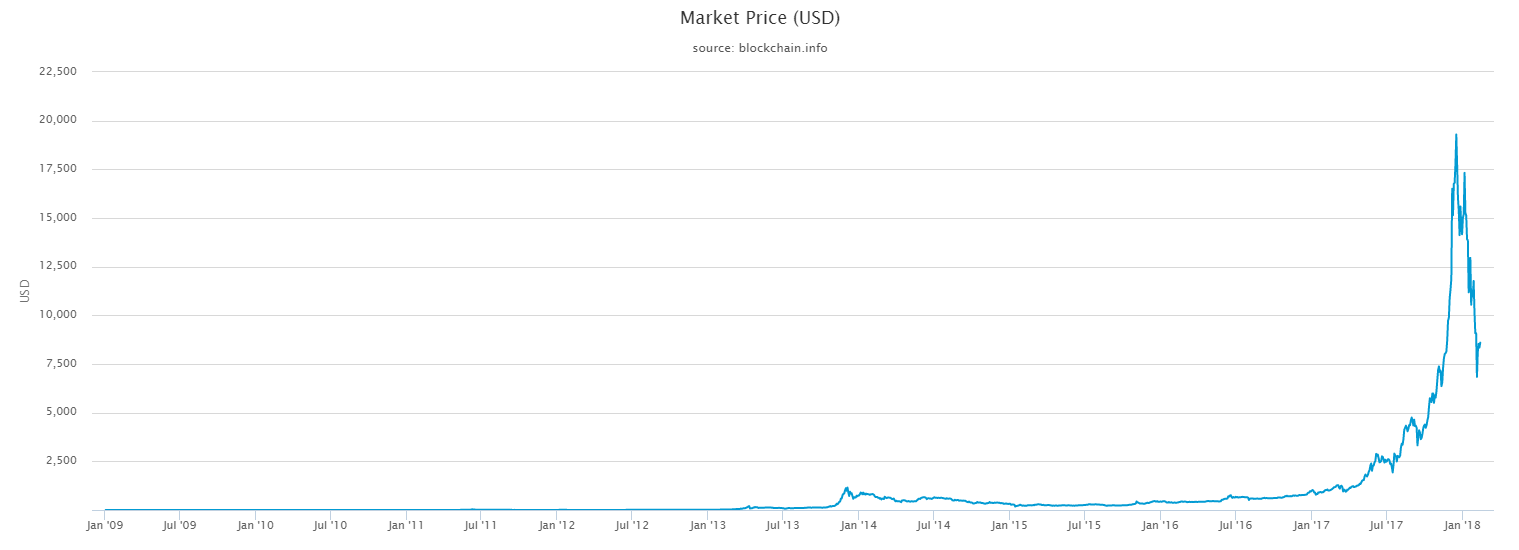 Market Price (USD)
source: blockchain.info
22,500
20,000
17,500
15,000
12,500
10,000
7,500
5,000
2,500
USD
Jan '09 Jul '09 Jan '10 Jul '10 Jan '11 Jul '11 Jan '12 Jul '12 Jan '13 Jul '13 Jan '14 Jul '14 Jan '15 Jul '15 Jan '16 Jul '16 Jan '17 Jul '17 Jan '18